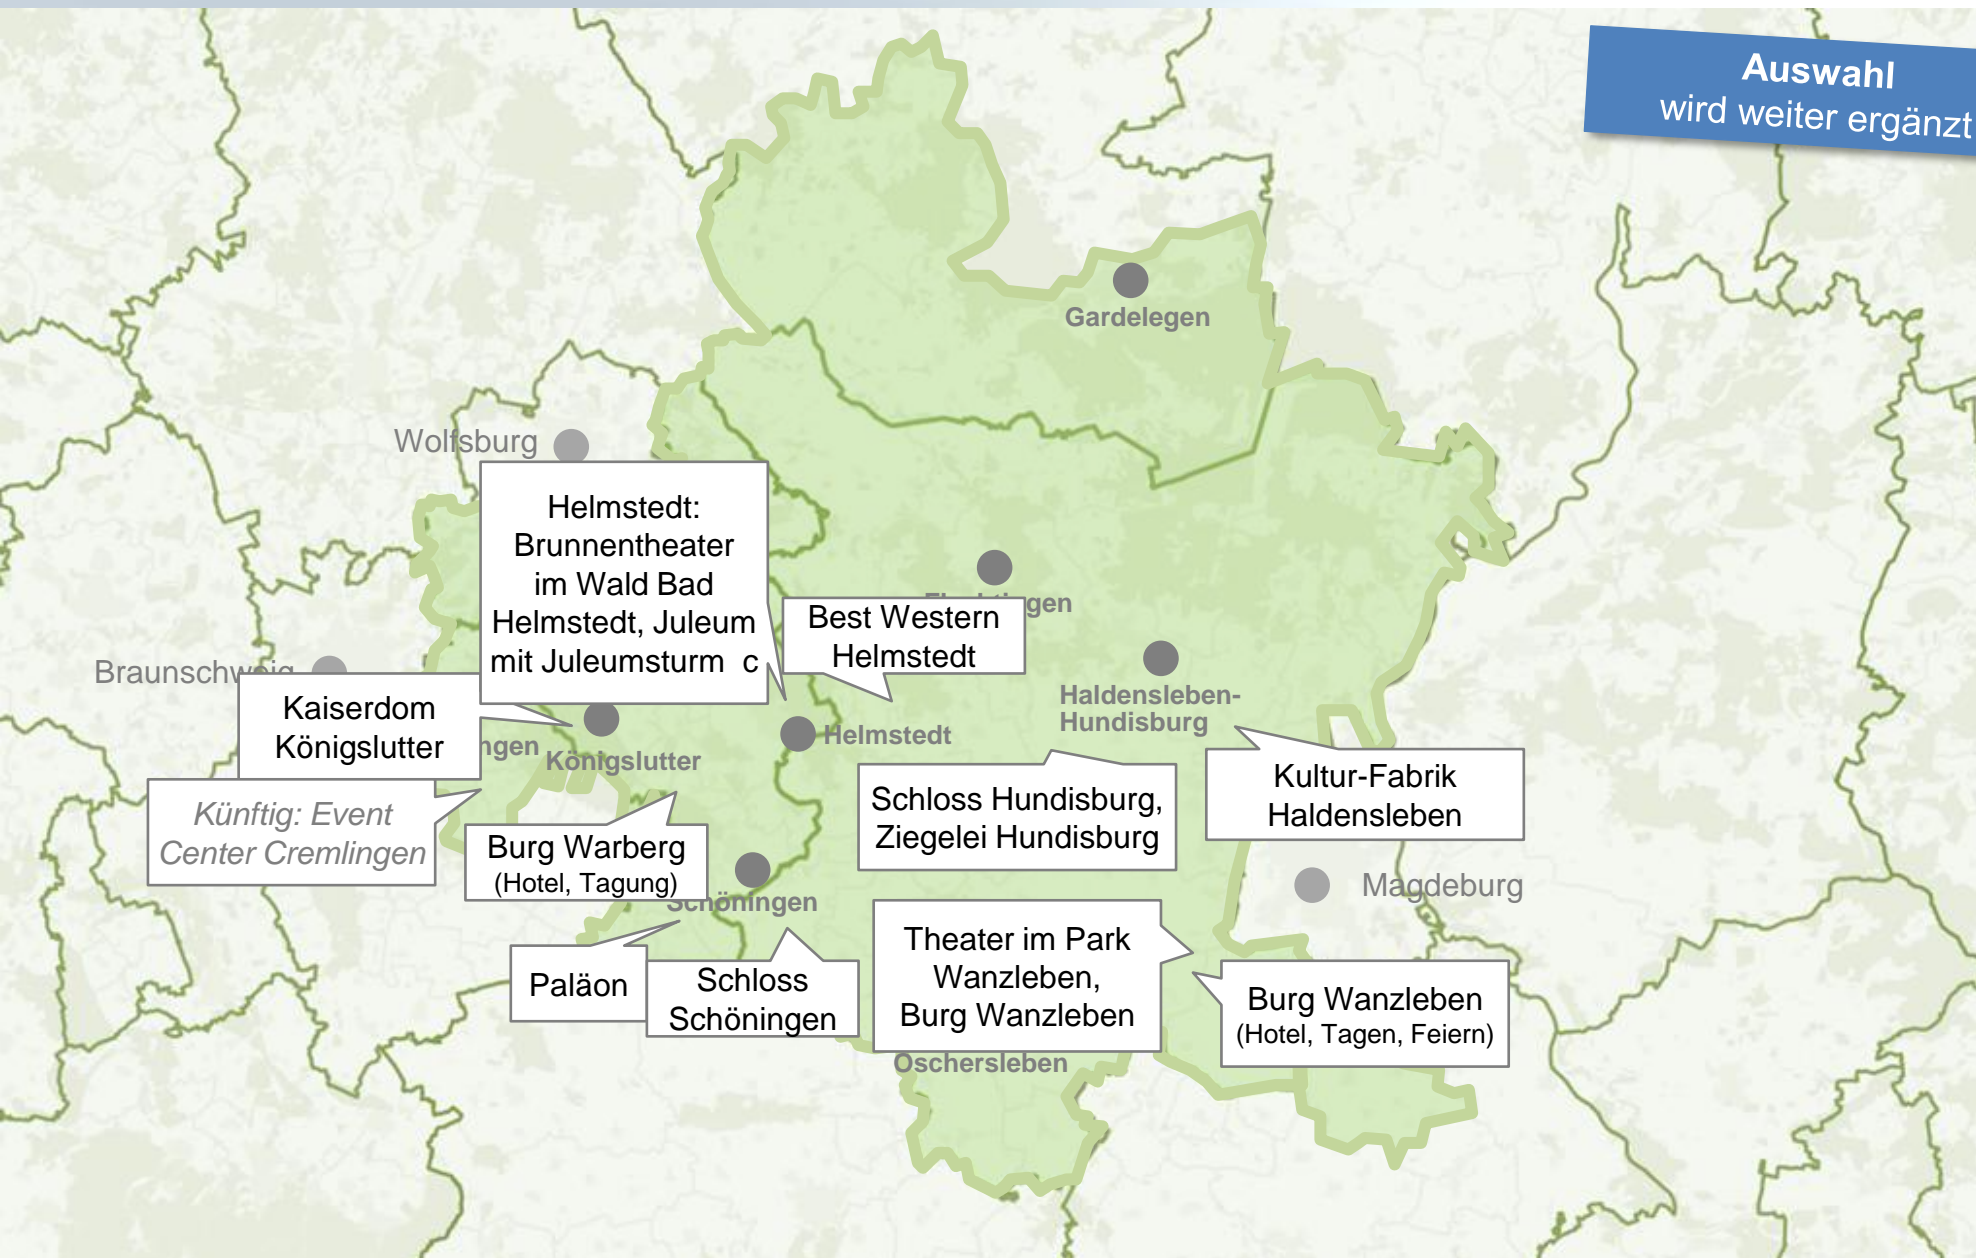 Auswahl
wird weiter ergänzt
Gardelegen
Wolfsburg
Helmstedt:
Brunnentheater
im Wald Bad
Helmstedt, Juleum
mit Juleumsturm c
Best Western
Helmstedt
Braunschweig
Kaiserdom
Königslutter
Königslutter
Helmstedt
Haldensleben-
Hundisburg
Künftig: Event
Center Cremlingen
Burg Warberg
(Hotel, Tagung)
Schloss Hundisburg,
Ziegelei Hundisburg
Kultur-Fabrik
Haldensleben
Magdeburg
Schöningen
Paläon
Schloss
Schöningen
Theater im Park
Wanzleben,
Burg Wanzleben
Burg Wanzleben
(Hotel, Tagen, Feiern)
Oschersleben